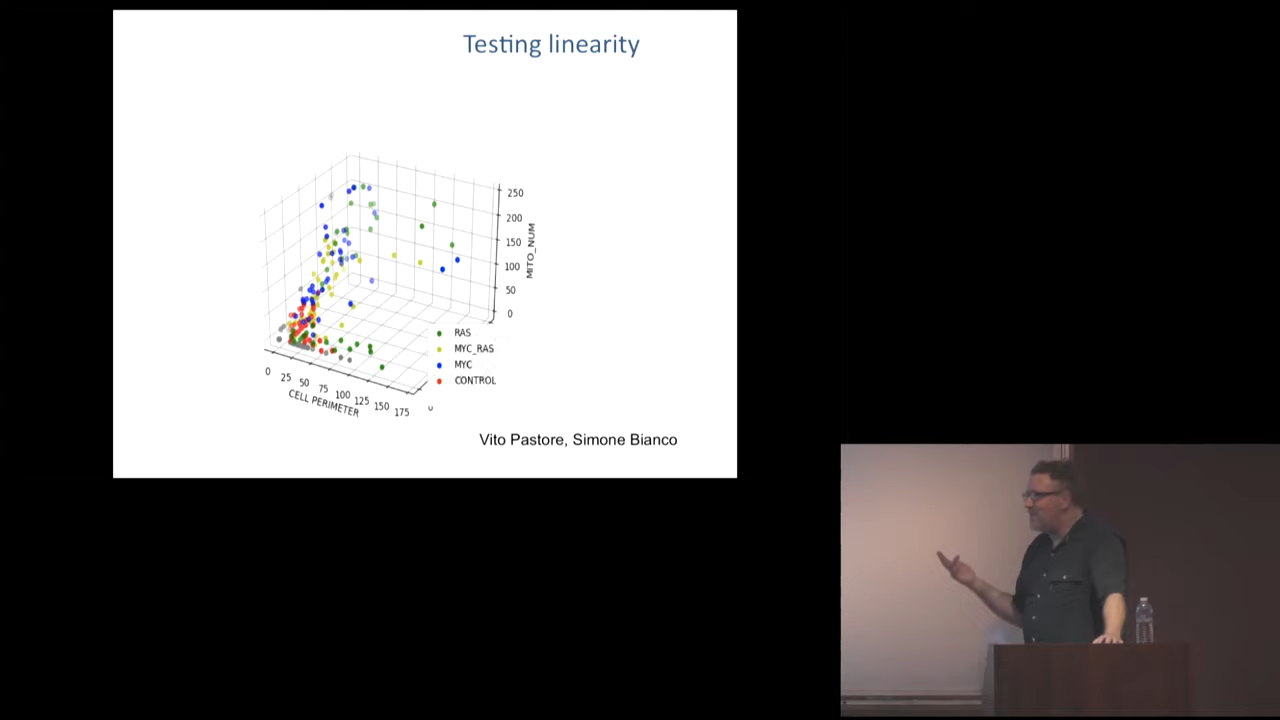 Testing linearity
250
200
150
100
50
0
MITO_NUM
RAS
MYC_RAS
MYC
CONTROL
0
25
50
75
100
125
150
175
0
CELL PERIMETER
Vito Pastore, Simone Bianco